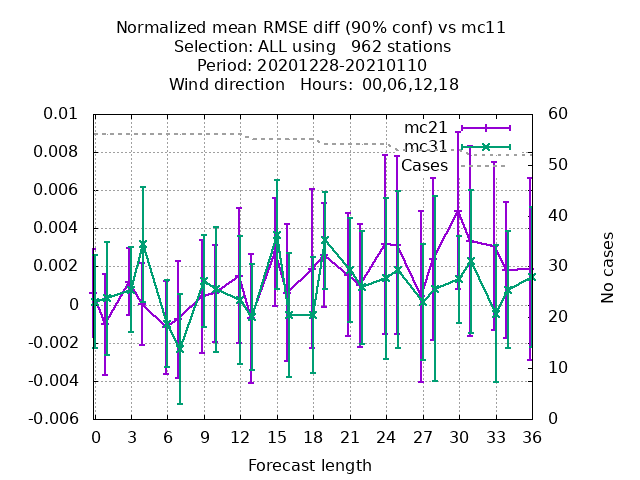 Normalized mean RMSE diff (90% conf) vs mc11
Selection: ALL using   962 stations
Period: 20201228-20210110
Wind direction   Hours:  00,06,12,18
0.01
0.008
0.006
0.004
0.002
0
-0.002
-0.004
-0.006
mc21
mc31
Cases
60
50
40
30
20
10
0
No cases
0 3 6 9 12 15 18 21 24 27 30 33 36
Forecast length